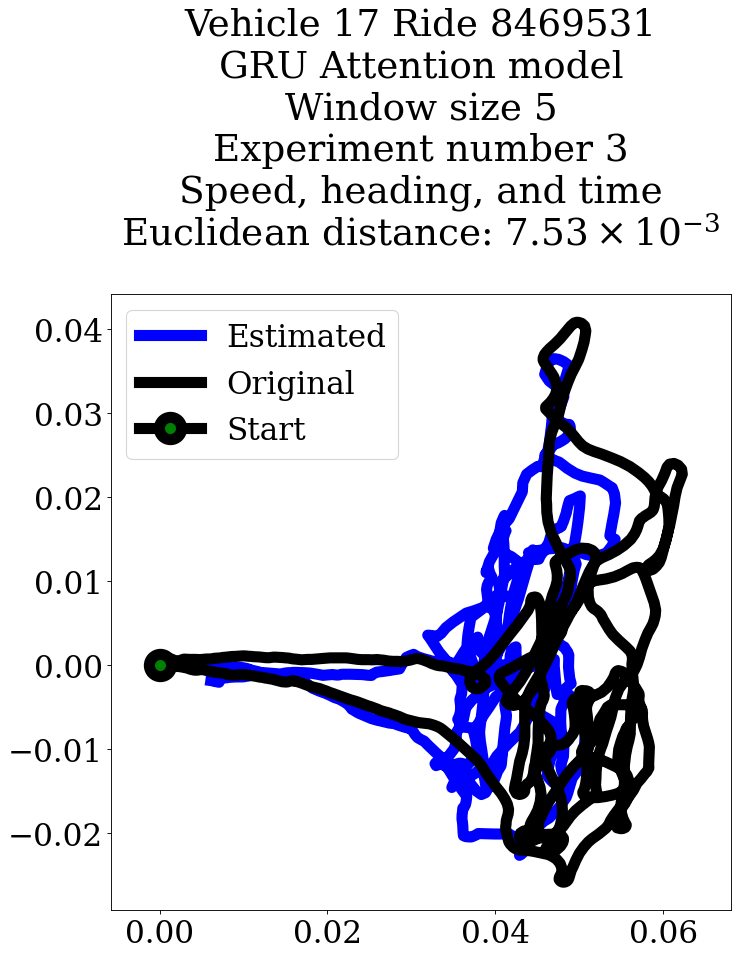 Vehicle 17 Ride 8469531
GRU Attention model
Window size 5
Experiment number 3
Speed, heading, and time
Euclidean distance: 7.53 × 10⁻³
Estimated
Original
Start
0.04
0.03
0.02
0.01
0.00
−0.01
−0.02
0.00 0.02 0.04 0.06